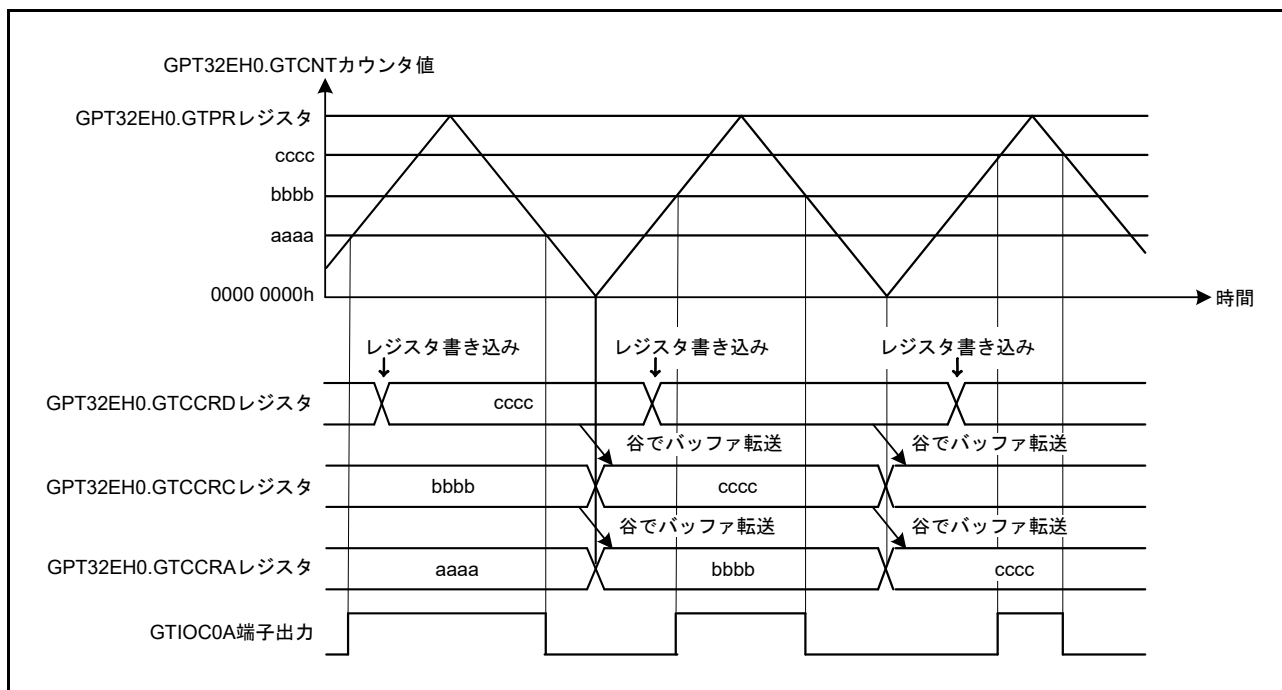 GPT32EH0.GTCNTカウンタ値
GPT32EH0.GTPRレジスタ
cccc
bbbb
aaaa
0000 0000h
時間
レジスタ書き込み レジスタ書き込み レジスタ書き込み
GPT32EH0.GTCCRDレジスタ cccc
谷でバッファ転送 谷でバッファ転送
GPT32EH0.GTCCRCレジスタ bbbb cccc
谷でバッファ転送 谷でバッファ転送
GPT32EH0.GTCCRAレジスタ aaaa bbbb cccc
GTIOC0A端子出力